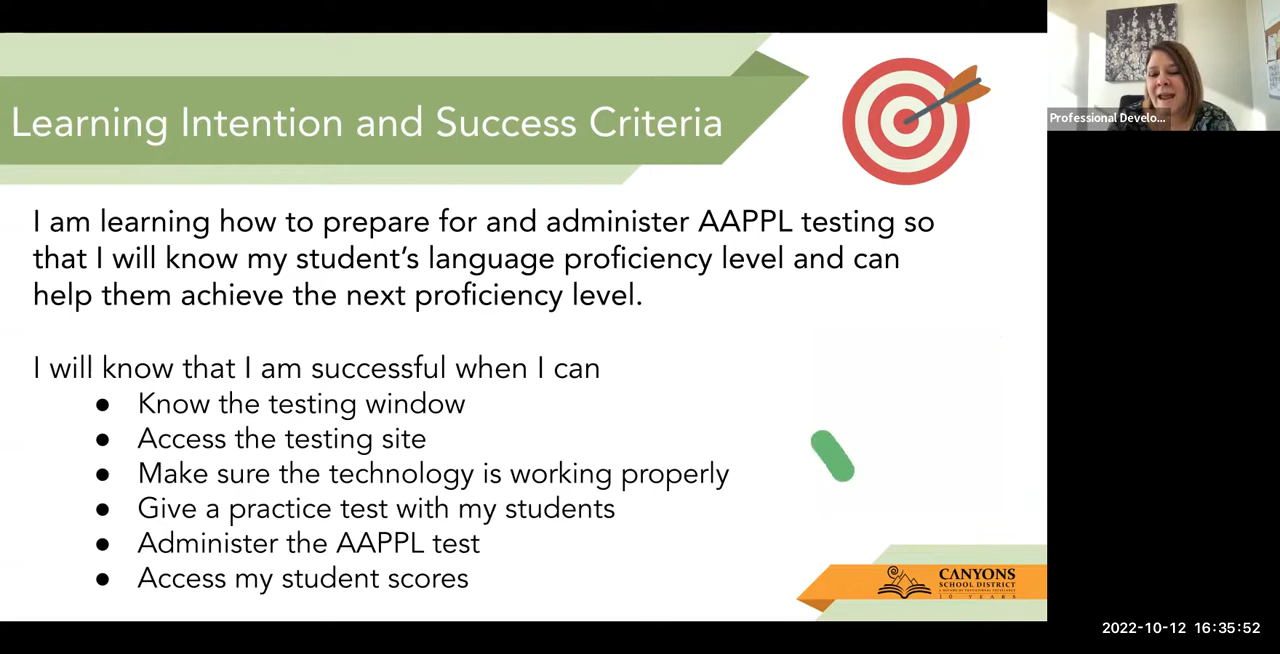 Learning Intention and Success Criteria
Professional Develo...
I am learning how to prepare for and administer AAPPL testing so
that I will know my student’s language proficiency level and can
help them achieve the next proficiency level.
I will know that I am successful when I can
● Know the testing window
● Access the testing site
● Make sure the technology is working properly
● Give a practice test with my students
● Administer the AAPPL test
● Access my student scores
CANYONS
SCHOOL DISTRICT
10 YEARS
2022-10-12 16:35:52